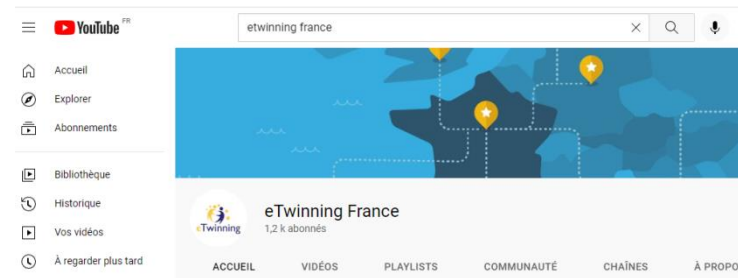 YouTube FR
etwinning france
Accueil
Explorer
Abonnements
Bibliothèque
Historique
Vos vidéos
À regarder plus tard
eTwinning
eTwinning France
1,2 k abonnés
ACCUEIL VIDÉOS PLAYLISTS COMMUNAUTÉ CHAÎNES À PROPO